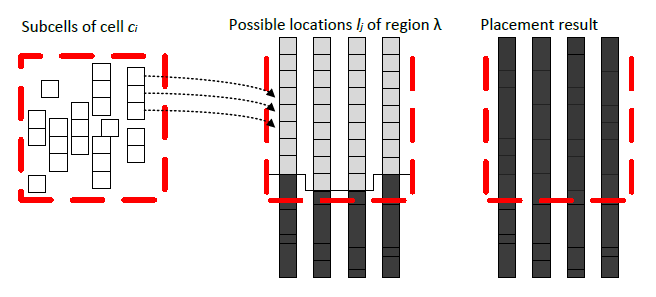 Subcells of cell ci
Possible locations lj of region λ
Placement result